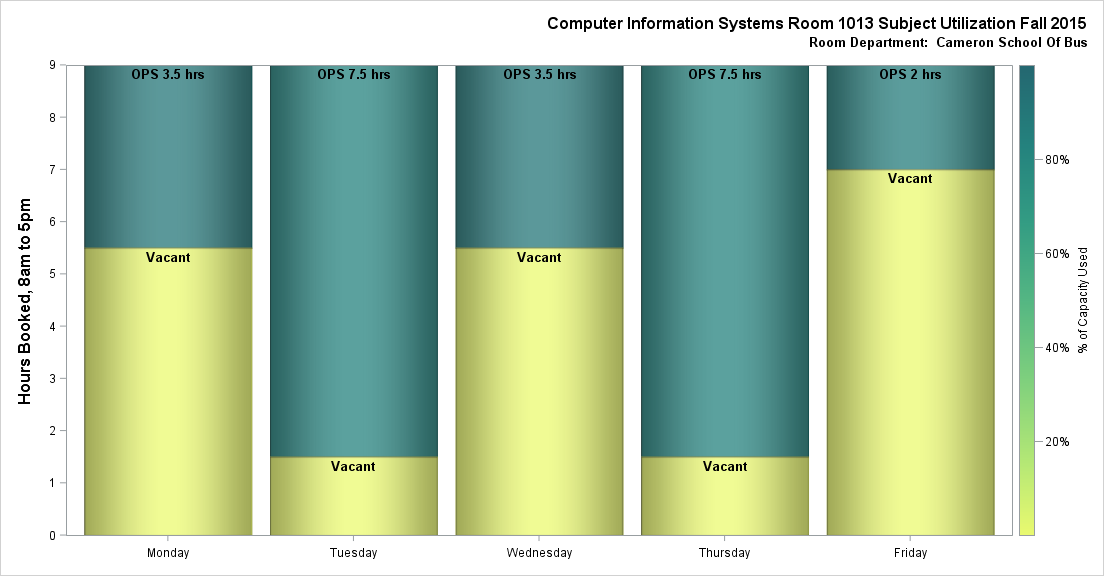 Computer Information Systems Room 1013 Subject Utilization Fall 2015
Room Department: Cameron School Of Bus
Hours Booked, 8am to 5pm
9
8
7
6
5
4
3
2
1
0
OPS 3.5 hrs
OPS 7.5 hrs
OPS 3.5 hrs
OPS 7.5 hrs
OPS 2 hrs
Vacant
Vacant
Vacant
Vacant
Vacant
Monday
Tuesday
Wednesday
Thursday
Friday
80%
60%
40%
20%
% of Capacity Used